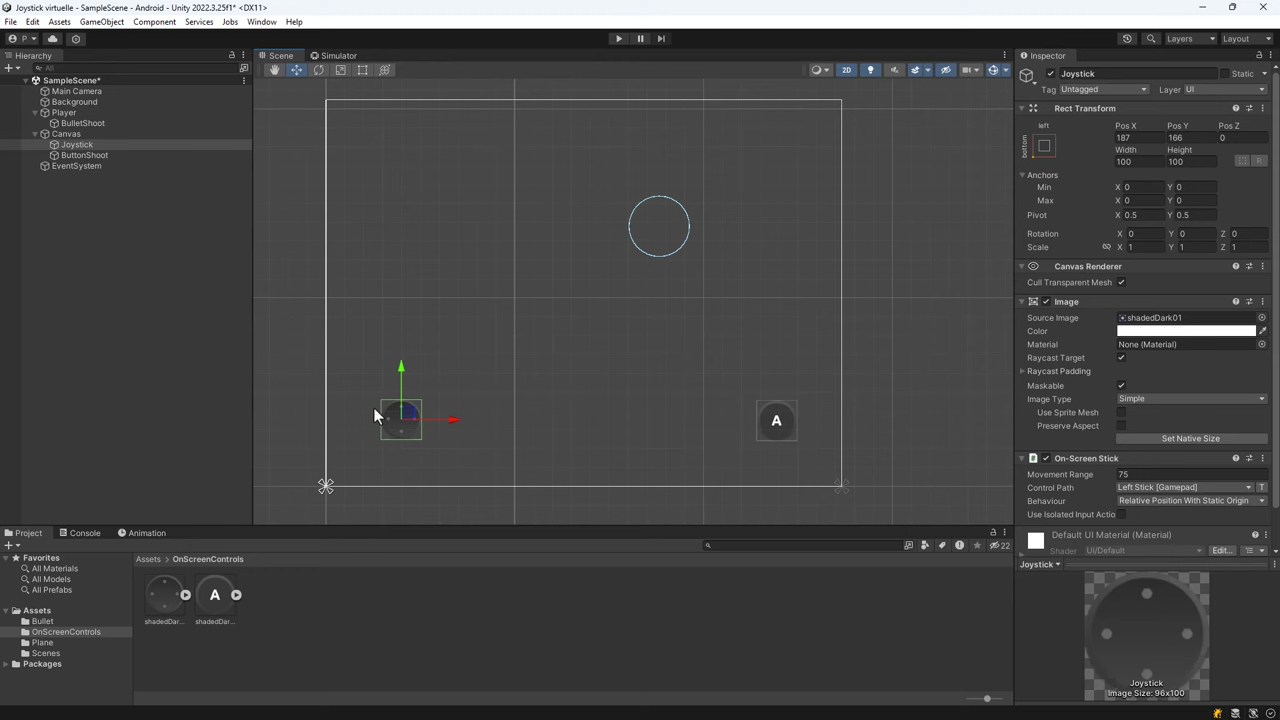 Joystick virtuelle - SampleScene - Android - Unity 2022.3.25f1* <DX11>
File Edit Assets GameObject Component Services Jobs Window Help
P Layers Layout
Hierarchy
All
SampleScene*
Main Camera
Background
Player
BulletShoot
Canvas
Joystick
ButtonShoot
EventSystem
Scene Simulator
2D
A
Inspector
Joystick Static
Tag Untagged Layer UI
Rect Transform
left Pos X Pos Y Pos Z
bottom 187 166 0
Width Height
100 100 R
Anchors
Min X 0 Y 0
Max X 0 Y 0
Pivot X 0.5 Y 0.5
Rotation X 0 Y 0 Z 0
Scale X 1 Y 1 Z 1
Canvas Renderer
Cull Transparent Mesh
Image
Source Image shadedDark01
Color
Material None (Material)
Raycast Target
Raycast Padding
Maskable
Image Type Simple
Use Sprite Mesh
Preserve Aspect
Set Native Size
On-Screen Stick
Movement Range 75
Control Path Left Stick [Gamepad] T
Behaviour Relative Position With Static Origin
Use Isolated Input Actio
Default UI Material (Material)
Shader UI/Default Edit...
Joystick
Joystick
Image Size: 96x100
Project Console Animation
22
Favorites
All Materials
All Models
All Prefabs
Assets
Bullet
OnScreenControls
Plane
Scenes
Packages
Assets > OnScreenControls
A
shadedDar... shadedDar...